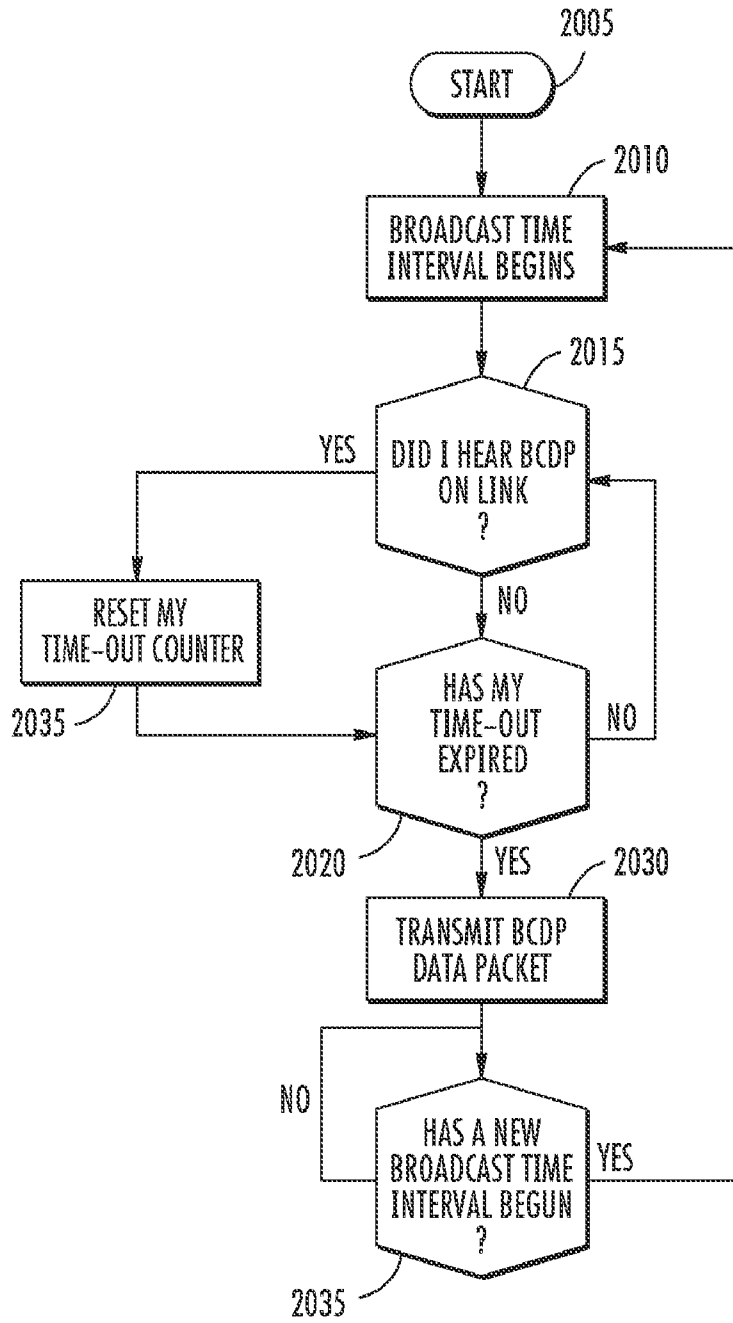 2005
START
2010
BROADCAST TIME
INTERVAL BEGINS
2015
YES
DID I HEAR BCDP
ON LINK
?
NO
RESET MY
TIME-OUT COUNTER
2035
HAS MY
TIME-OUT
EXPIRED
?
NO
2020
YES
2030
TRANSMIT BCDP
DATA PACKET
NO
HAS A NEW
BROADCAST TIME
INTERVAL BEGUN
?
YES
2035